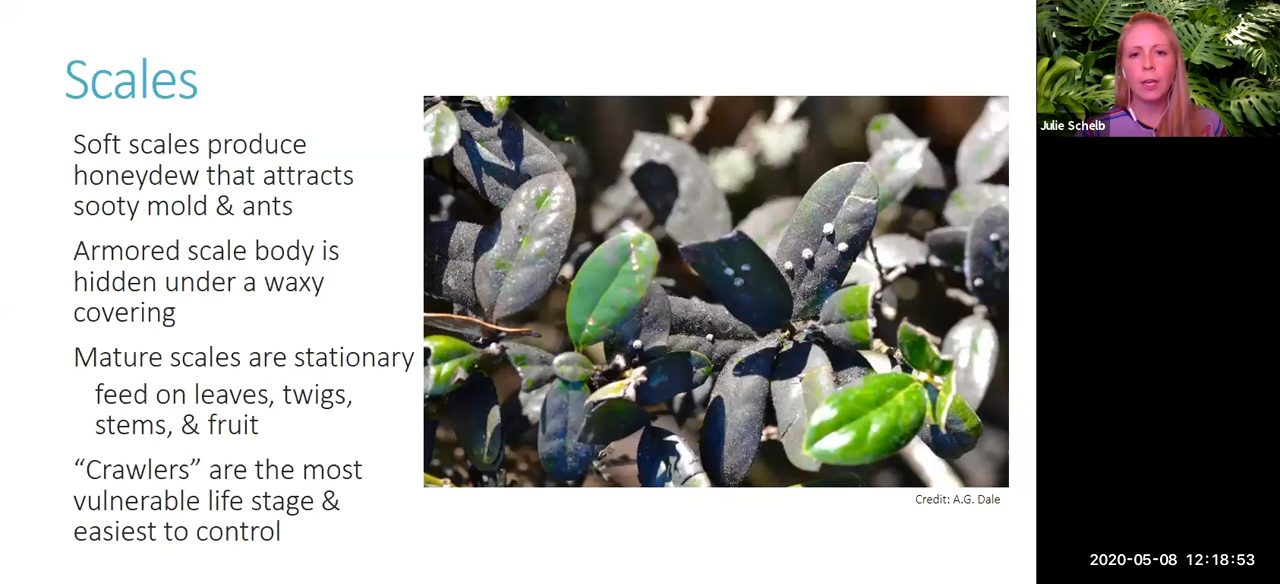 Scales
Soft scales produce
honeydew that attracts
sooty mold & ants
Armored scale body is
hidden under a waxy
covering
Mature scales are stationary
feed on leaves, twigs,
stems, & fruit
“Crawlers” are the most
vulnerable life stage &
easiest to control
Credit: A.G. Dale
Julie Schelb
2020-05-08 12:18:53